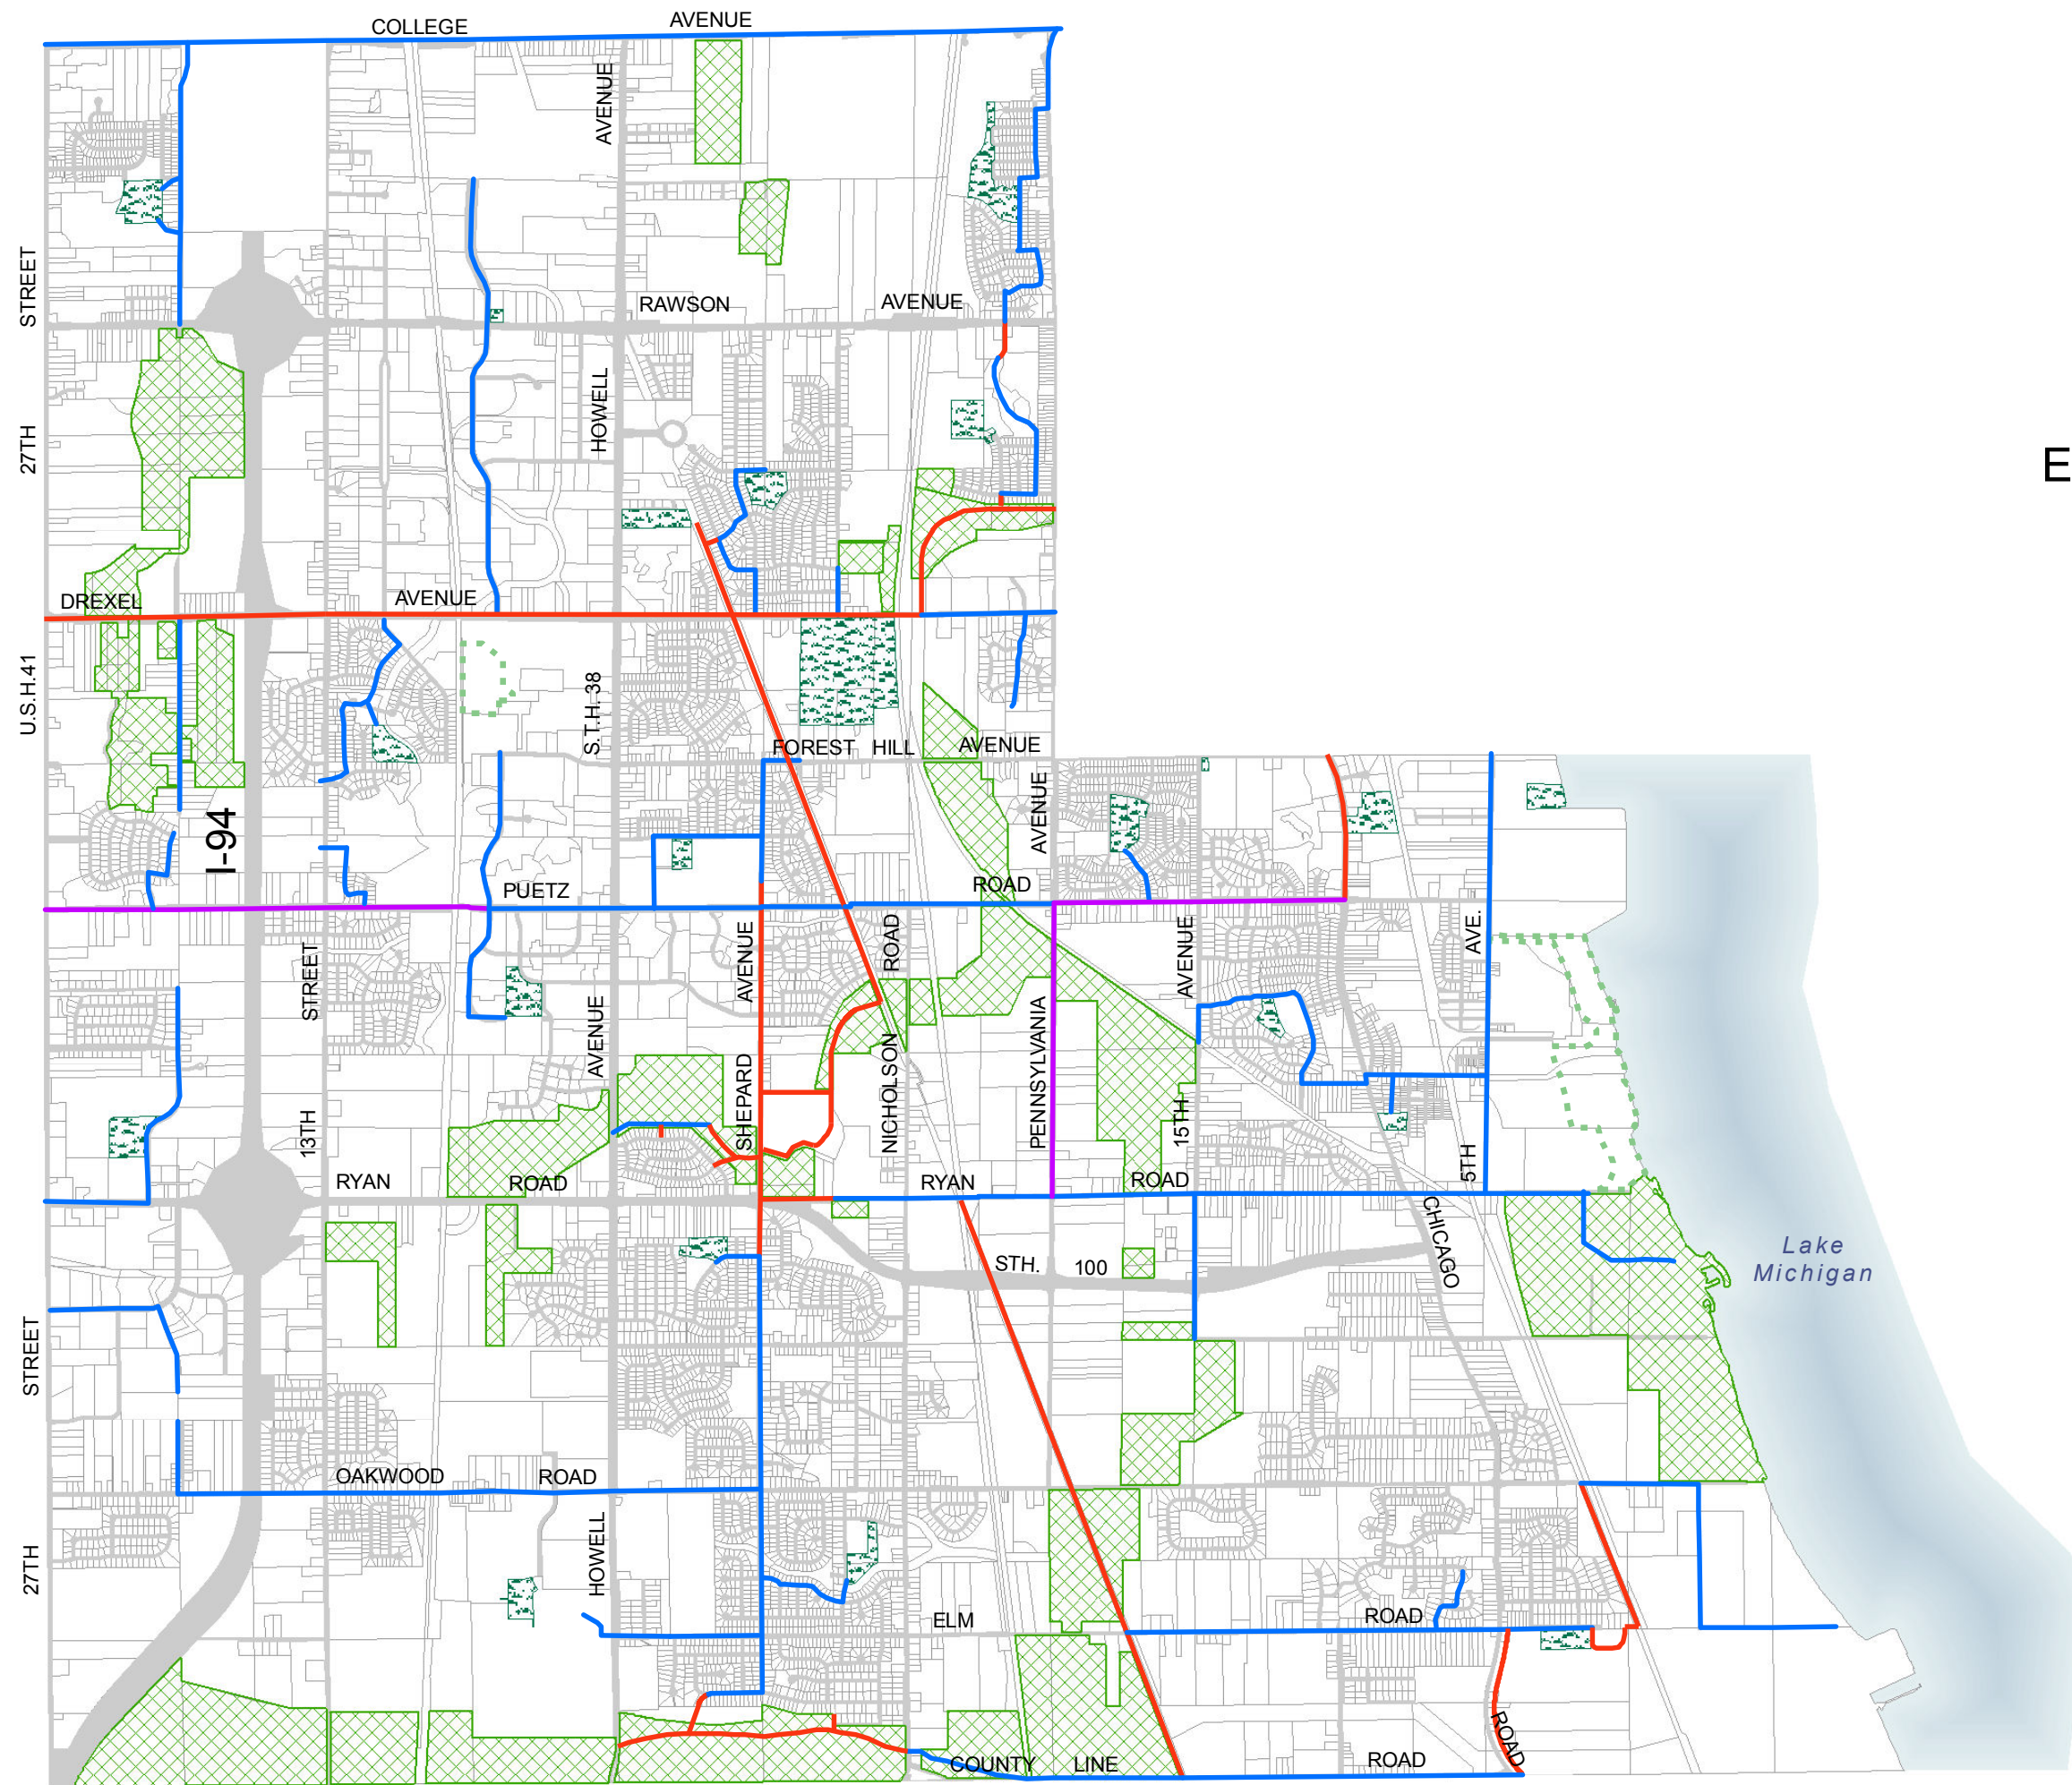 COLLEGE
AVENUE
AVENUE
STREET
RAWSON
AVENUE
HOWELL
27TH
E
DREXEL
AVENUE
U.S.H.41
S.T.H. 38
FOREST HILL
AVENUE
AVENUE
I-94
PUETZ
ROAD
STREET
AVENUE
ROAD
AVENUE
AVE.
AVENUE
SHEPARD
NICHOLSON
PENNSYLVANIA
15TH
13TH
5TH
RYAN
ROAD
RYAN
ROAD
CHICAGO
STH.
100
Lake
Michigan
STREET
OAKWOOD
ROAD
27TH
HOWELL
ELM
ROAD
ROAD
COUNTY
LINE
ROAD